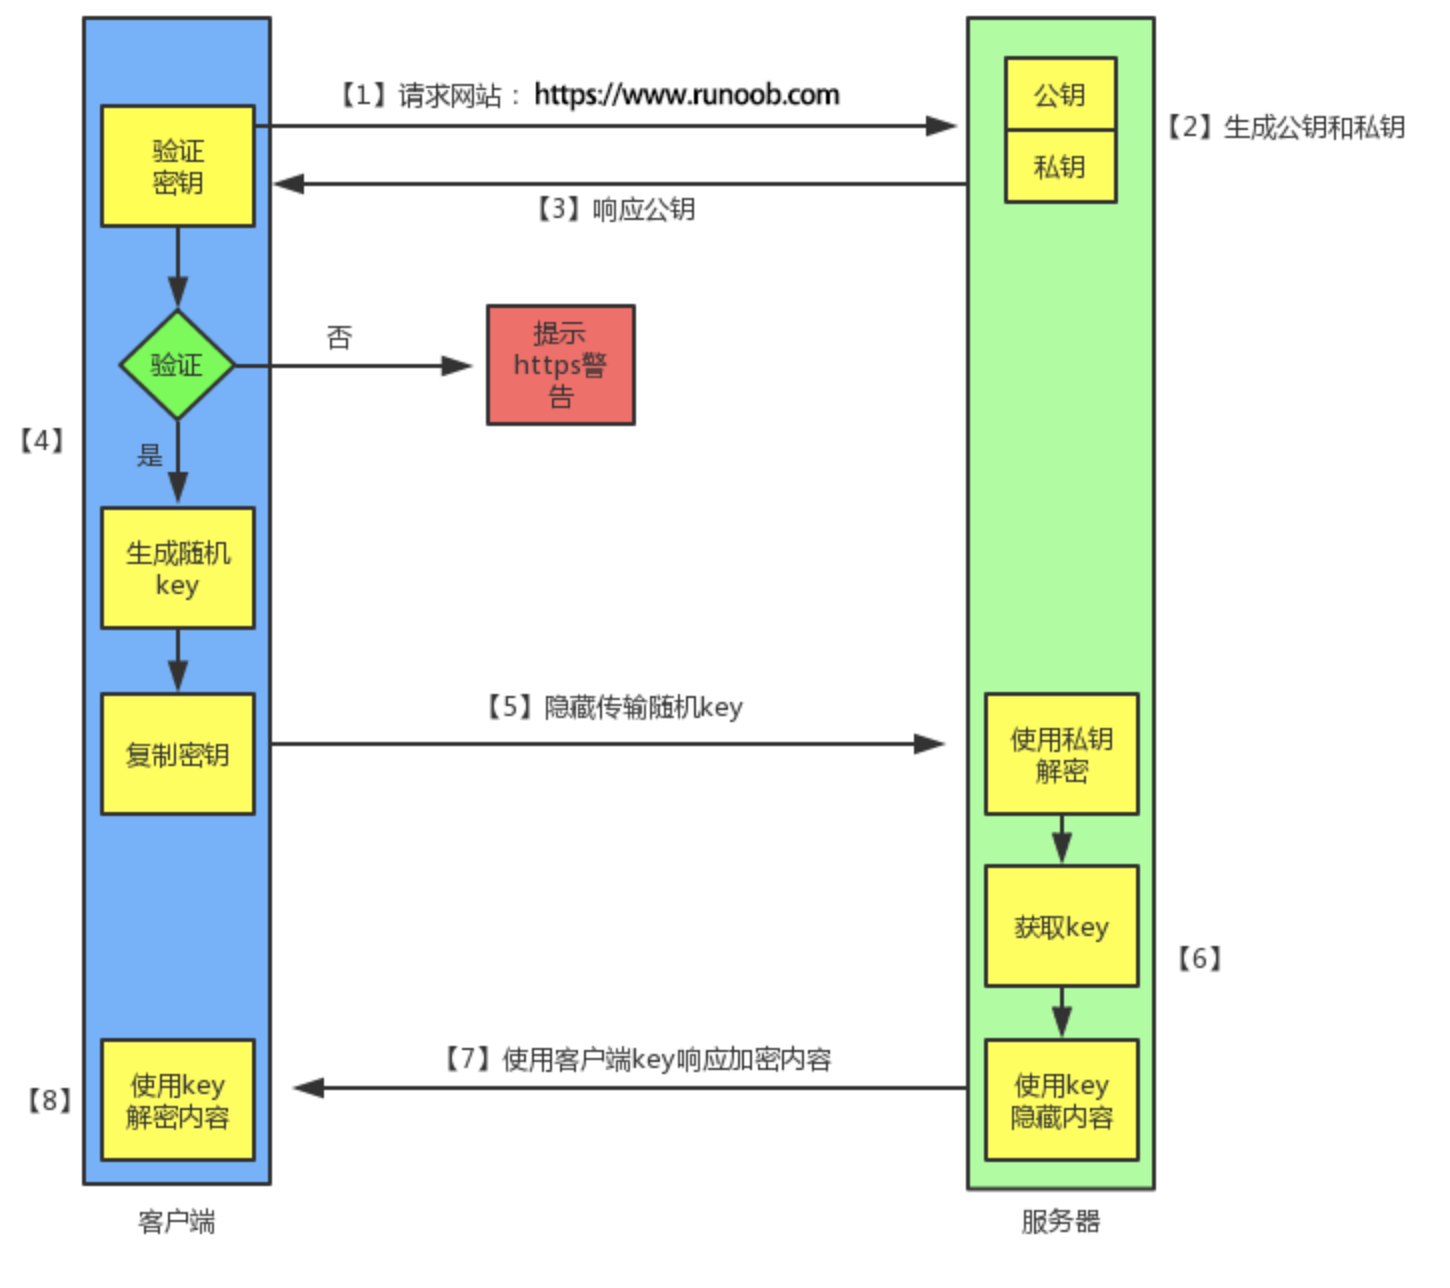 【1】请求网站：https://www.runoob.com
公钥
【2】生成公钥和私钥
验证
密钥
私钥
【3】响应公钥
否
提示
https警
告
验证
【4】
是
生成随机
key
【5】隐藏传输随机key
复制密钥
使用私钥
解密
获取key
【6】
【7】使用客户端key响应加密内容
【8】
使用key
解密内容
使用key
隐藏内容
客户端
服务器